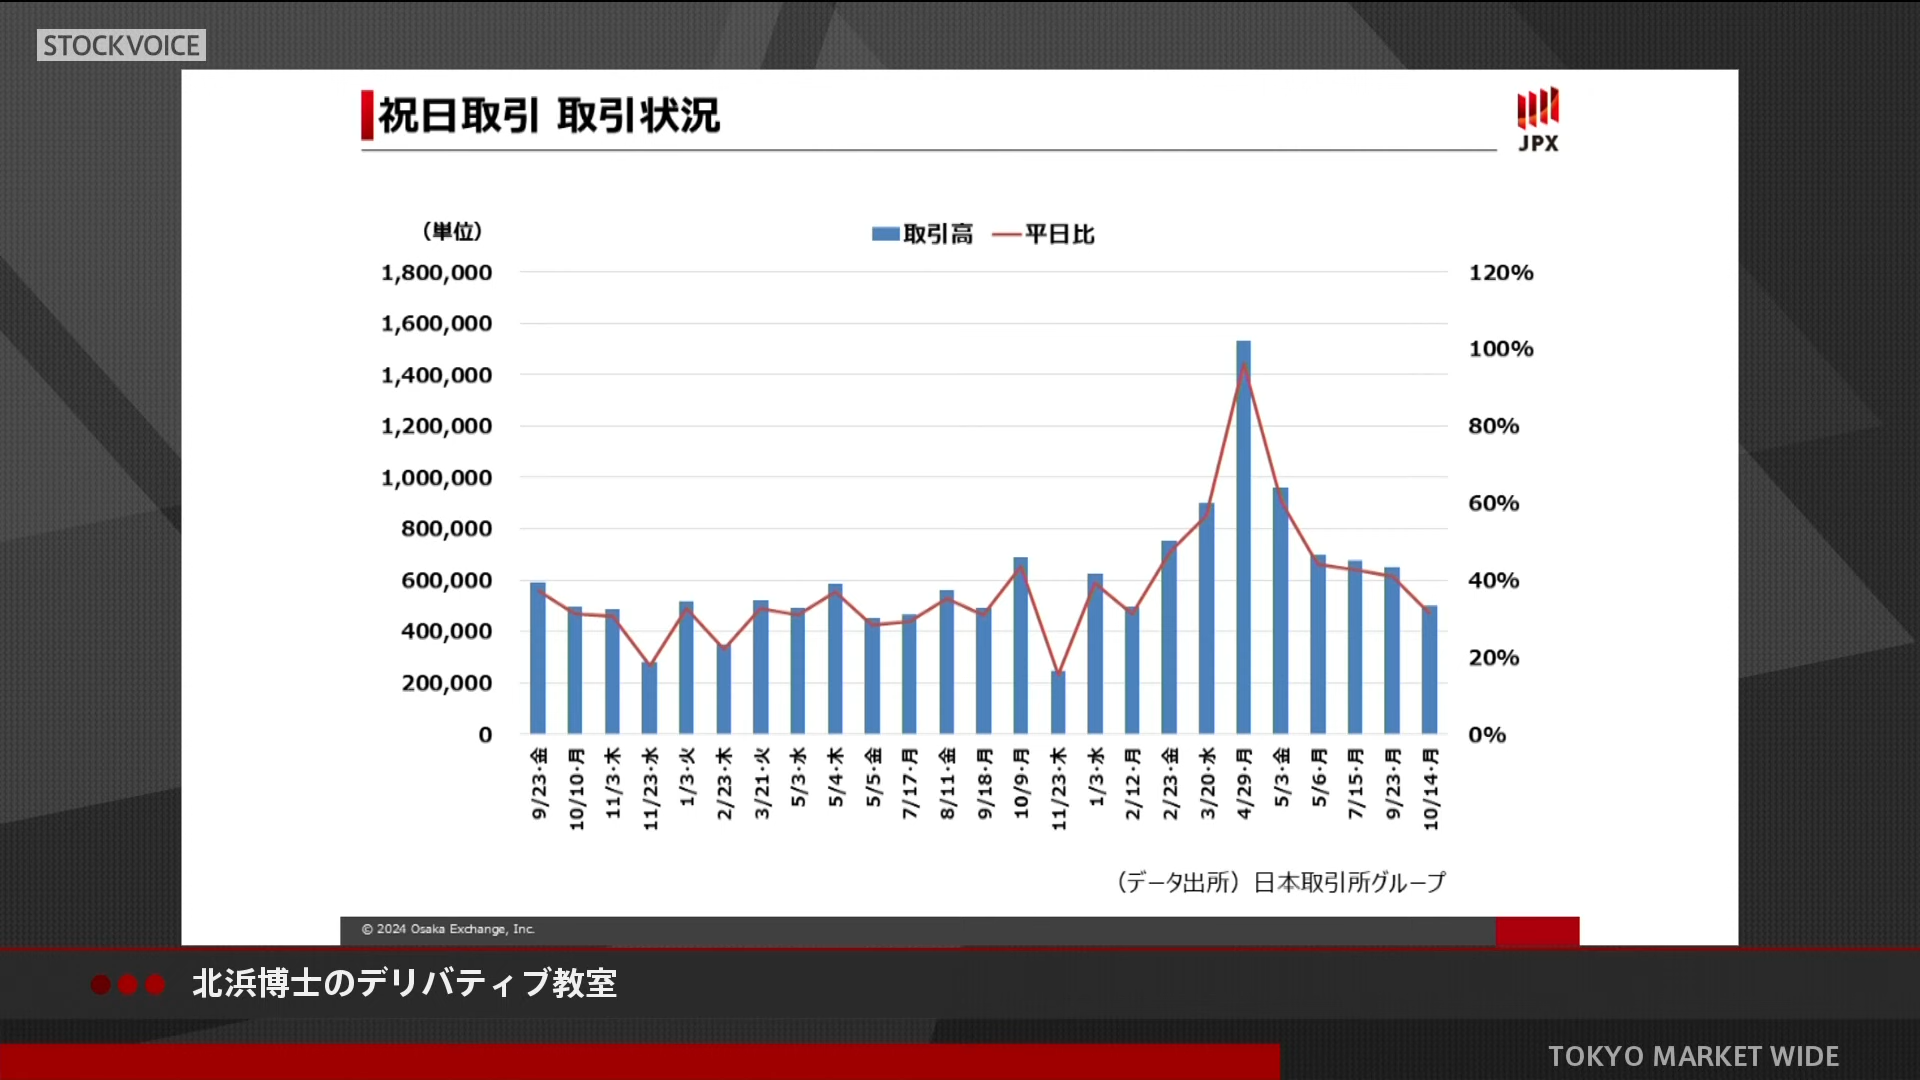 STOCKVOICE
祝日取引 取引状況
JPX
（単位）
取引高 平日比
1,800,000 120%
1,600,000
100%
1,400,000
1,200,000 80%
1,000,000
60%
800,000
600,000 40%
400,000
20%
200,000
0 0%
9/23・金
10/10・月
11/3・木
11/23・水
1/3・火
2/23・木
3/21・火
5/3・水
5/4・木
5/5・金
7/17・月
8/11・金
9/18・月
10/9・月
11/23・木
1/3・水
2/12・月
2/23・金
3/20・水
4/29・月
5/3・金
5/6・月
7/15・月
9/23・月
10/14・月
（データ出所）日本取引所グループ
© 2024 Osaka Exchange, Inc.
北浜博士のデリバティブ教室
TOKYO MARKET WIDE